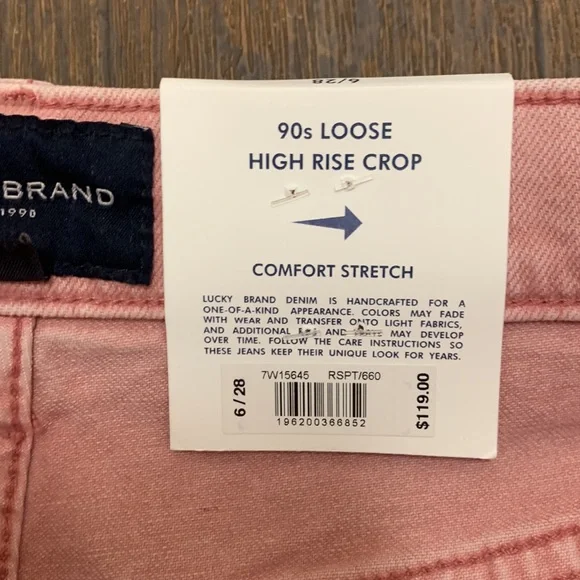 6/28
90s LOOSE
HIGH RISE CROP
BRAND
1990
COMFORT STRETCH
LUCKY BRAND DENIM IS HANDCRAFTED FOR A
ONE-OF-A-KIND APPEARANCE. COLORS MAY FADE
WITH WEAR AND TRANSFER ONTO LIGHT FABRICS,
AND ADDITIONAL AND MAY DEVELOP
OVER TIME. FOLLOW THE CARE INSTRUCTIONS SO
THESE JEANS KEEP THEIR UNIQUE LOOK FOR YEARS.
7W15645 RSPT/660
6 / 28
196200366852
$119.00